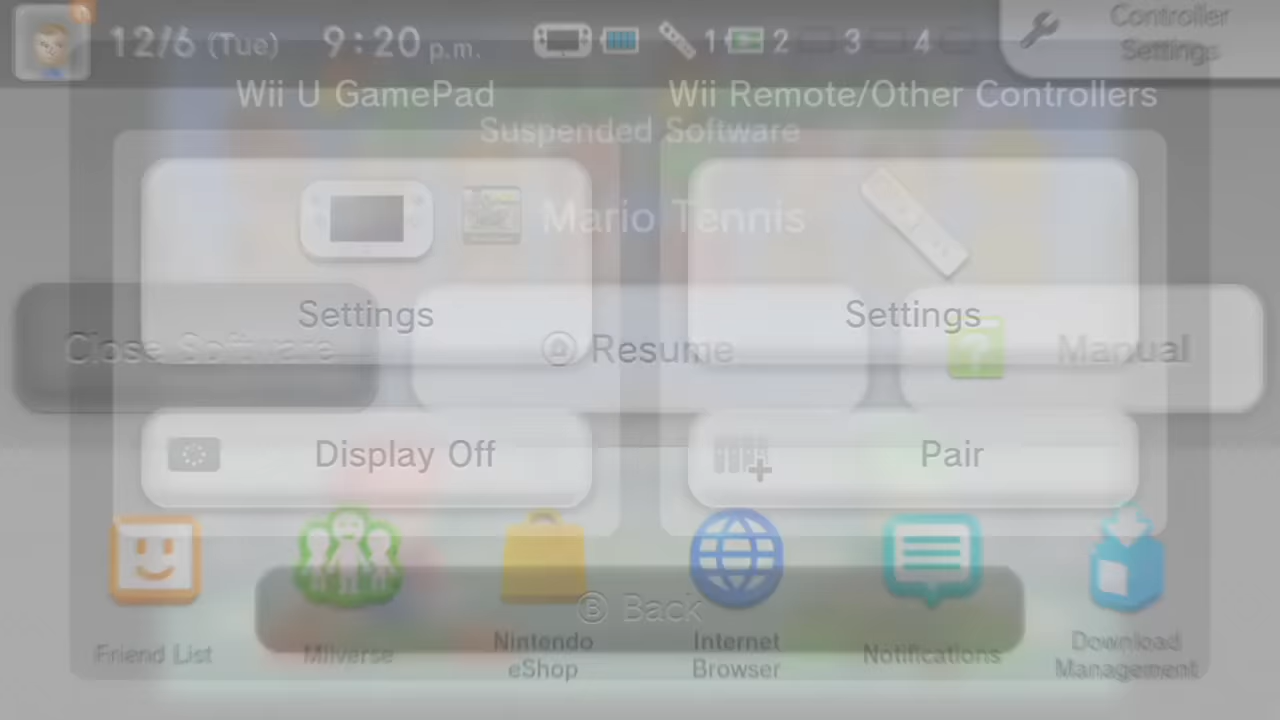 12/6 (Tue) 9:20 p.m. 1 2 3 4
Controller
Settings
Wii U GamePad
Wii Remote/Other Controllers
Suspended Software
Mario Tennis
Settings
Settings
Close Software
A Resume
Manual
Display Off
Pair
B Back
Friend List
Miiverse
Nintendo
eShop
Internet
Browser
Notifications
Download
Management